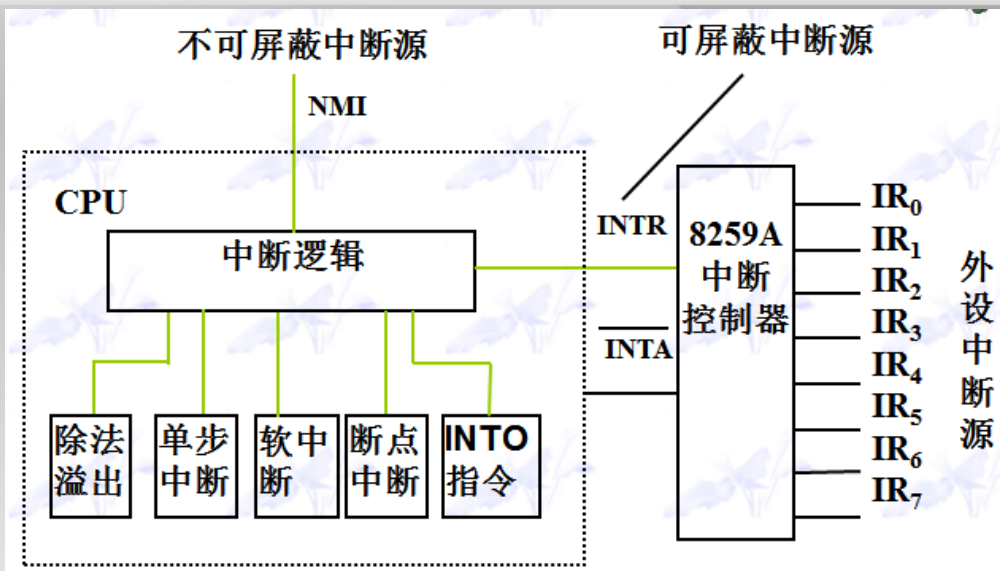 不可屏蔽中断源
可屏蔽中断源
NMI
CPU
中断逻辑
INTR
INTA
8259A
中断
控制器
IR₀
IR₁
IR₂
IR₃
IR₄
IR₅
IR₆
IR₇
外设中断源
除法
溢出
单步
中断
软中
断
断点
中断
INTO
指令